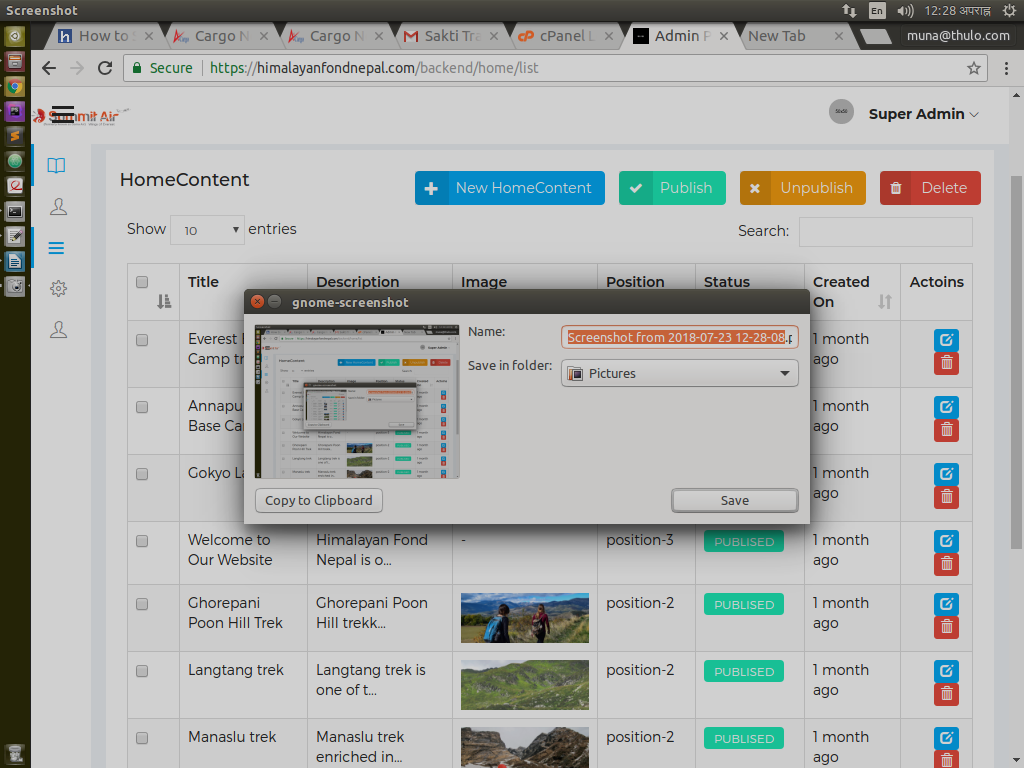 Screenshot
En
12:28 अपराह्न
How to S
Cargo N
Cargo N
Sakti Tra
cPanel L
Admin P
New Tab
muna@thulo.com
Secure
https://himalayanfondnepal.com/backend/home/list
Summit Air
50x50
Super Admin
HomeContent
New HomeContent
Publish
Unpublish
Delete
Show 10 entries
Search:
Title
Description
Image
Position
Status
Created On
Actoins
gnome-screenshot
Name:
Screenshot from 2018-07-23 12-28-08.p
Save in folder:
Pictures
Copy to Clipboard
Save
Everest
Camp tr
1 month
ago
Annapu
Base Ca
1 month
ago
Gokyo La
1 month
ago
Welcome to
Our Website
Himalayan Fond
Nepal is o...
-
position-3
PUBLISED
1 month
ago
Ghorepani
Poon Hill Trek
Ghorepani Poon
Hill trekk...
position-2
PUBLISED
1 month
ago
Langtang trek
Langtang trek is
one of t...
position-2
PUBLISED
1 month
ago
Manaslu trek
Manaslu trek
enriched in...
position-2
PUBLISED
1 month
ago